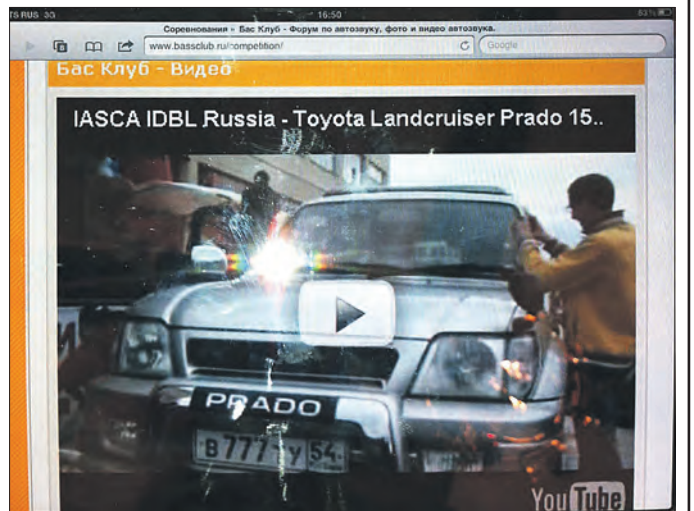 TS RUS 3G 16:50 83%
Соревнования » Бас Клуб - Форум по автозвуку, фото и видео автозвука.
www.bassclub.ru/competition/
Google
Бас Клуб - Видео
IASCA IDBL Russia - Toyota Landcruiser Prado 15..
PRADO
В 777 У 54
YouTube